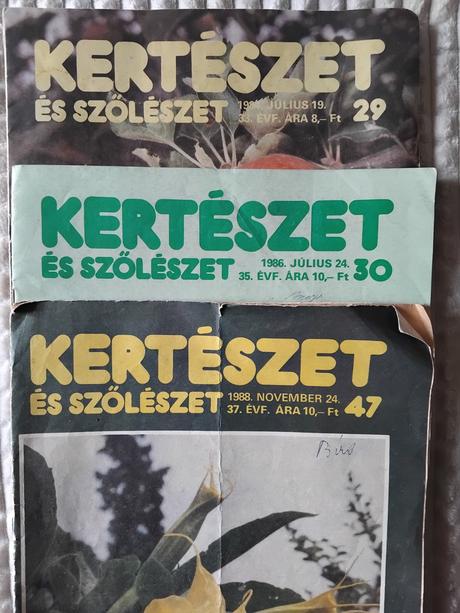 KERTÉSZET
ÉS SZŐLÉSZET
1984. JÚLIUS 19.
33. ÉVF. ÁRA 8,– Ft
29
KERTÉSZET
ÉS SZŐLÉSZET
1986. JÚLIUS 24.
35. ÉVF. ÁRA 10,– Ft
30
KERTÉSZET
ÉS SZŐLÉSZET
1988. NOVEMBER 24.
37. ÉVF. ÁRA 10,– Ft
47